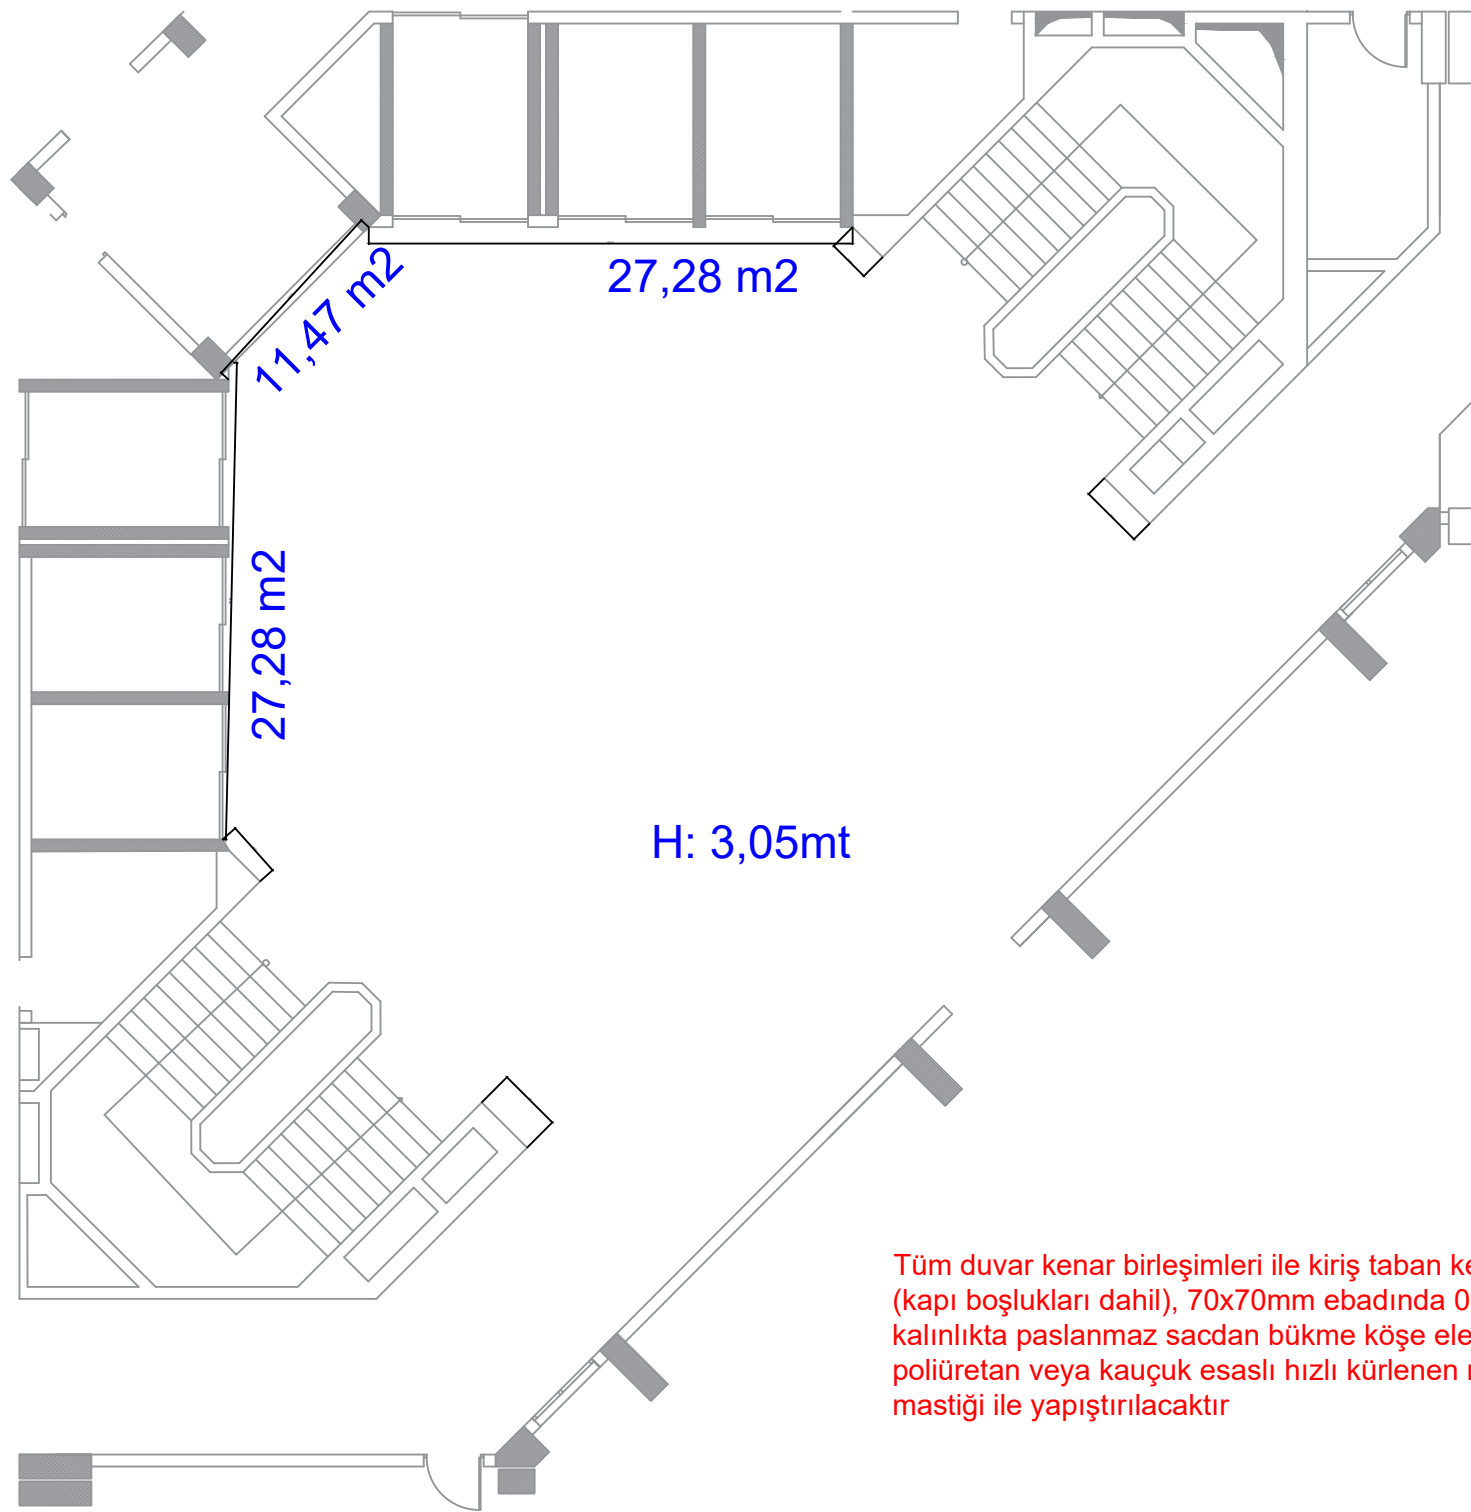 27,28 m2
11,47 m2
27,28 m2
H: 3,05mt
Tüm duvar kenar birleşimleri ile kiriş taban
(kapı boşlukları dahil), 70x70mm ebadında
kalınlıkta paslanmaz sacdan bükme köşe
poliüretan veya kauçuk esaslı hızlı kürlenen
mastiği ile yapıştırılacaktır